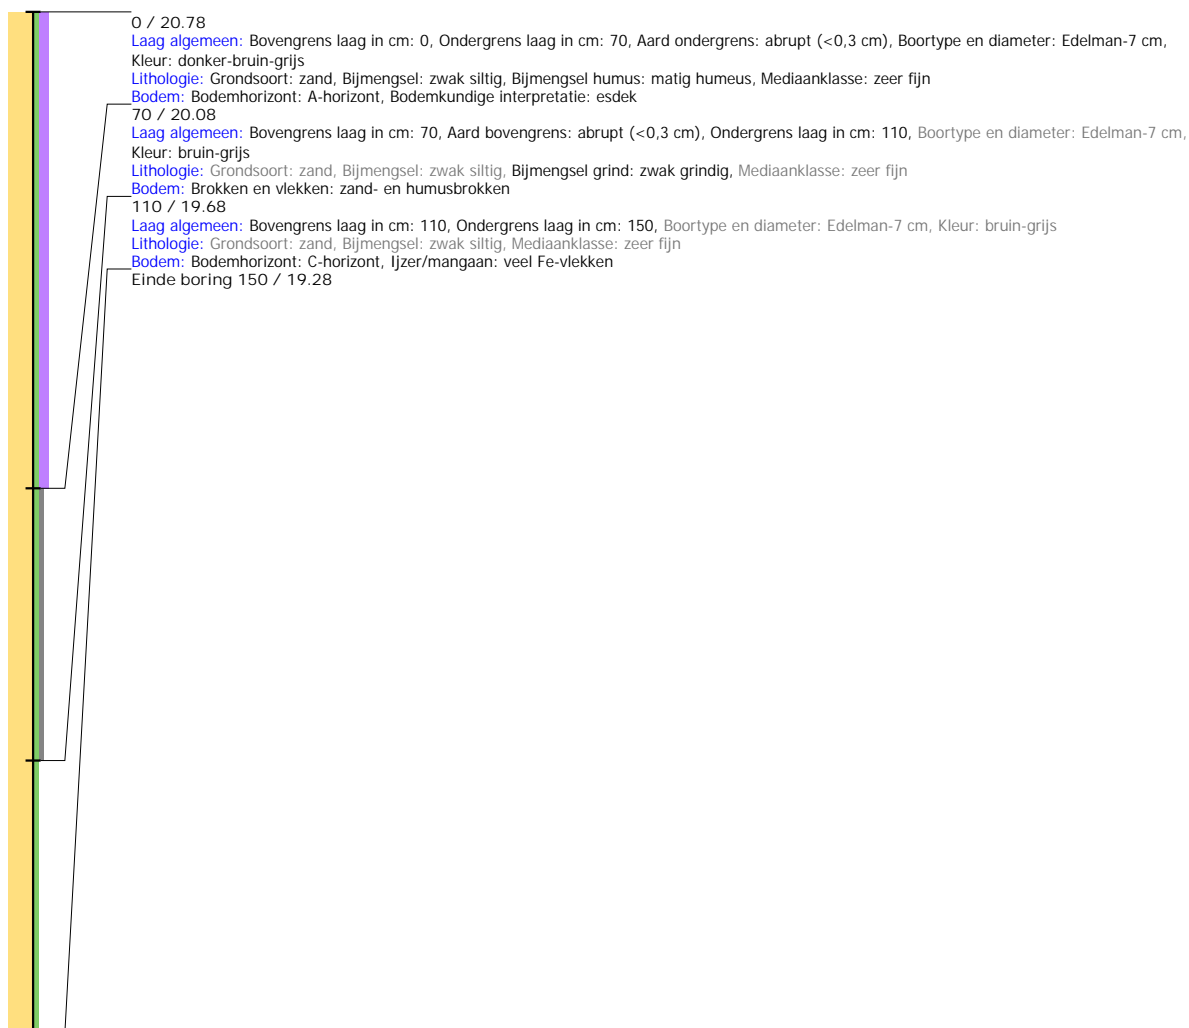 0 / 20.78
Laag algemeen: Bovengrens laag in cm: 0, Ondergrens laag in cm: 70, Aard ondergrens: abrupt (<0,3 cm), Boortype en diameter: Edelman-7 cm,
Kleur: donker-bruin-grijs
Lithologie: Grondsoort: zand, Bijmengsel: zwak siltig, Bijmengsel humus: matig humeus, Mediaanklasse: zeer fijn
Bodem: Bodemhorizont: A-horizont, Bodemkundige interpretatie: esdek
70 / 20.08
Laag algemeen: Bovengrens laag in cm: 70, Aard bovengrens: abrupt (<0,3 cm), Ondergrens laag in cm: 110, Boortype en diameter: Edelman-7 cm,
Kleur: bruin-grijs
Lithologie: Grondsoort: zand, Bijmengsel: zwak siltig, Bijmengsel grind: zwak grindig, Mediaanklasse: zeer fijn
Bodem: Brokken en vlekken: zand- en humusbrokken
110 / 19.68
Laag algemeen: Bovengrens laag in cm: 110, Ondergrens laag in cm: 150, Boortype en diameter: Edelman-7 cm, Kleur: bruin-grijs
Lithologie: Grondsoort: zand, Bijmengsel: zwak siltig, Mediaanklasse: zeer fijn
Bodem: Bodemhorizont: C-horizont, Ijzer/mangaan: veel Fe-vlekken
Einde boring 150 / 19.28